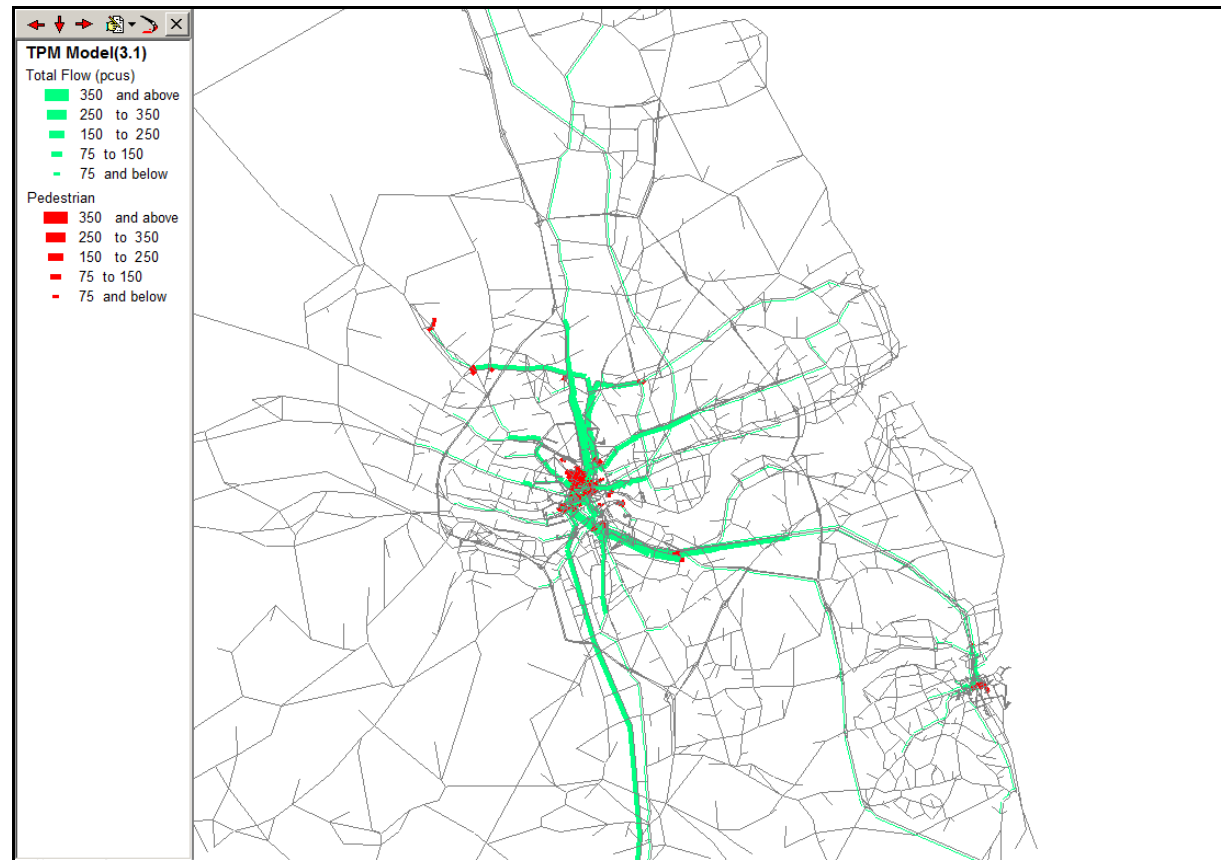 TPM Model(3.1)
Total Flow (pcus)
350 and above
250 to 350
150 to 250
75 to 150
75 and below
Pedestrian
350 and above
250 to 350
150 to 250
75 to 150
75 and below